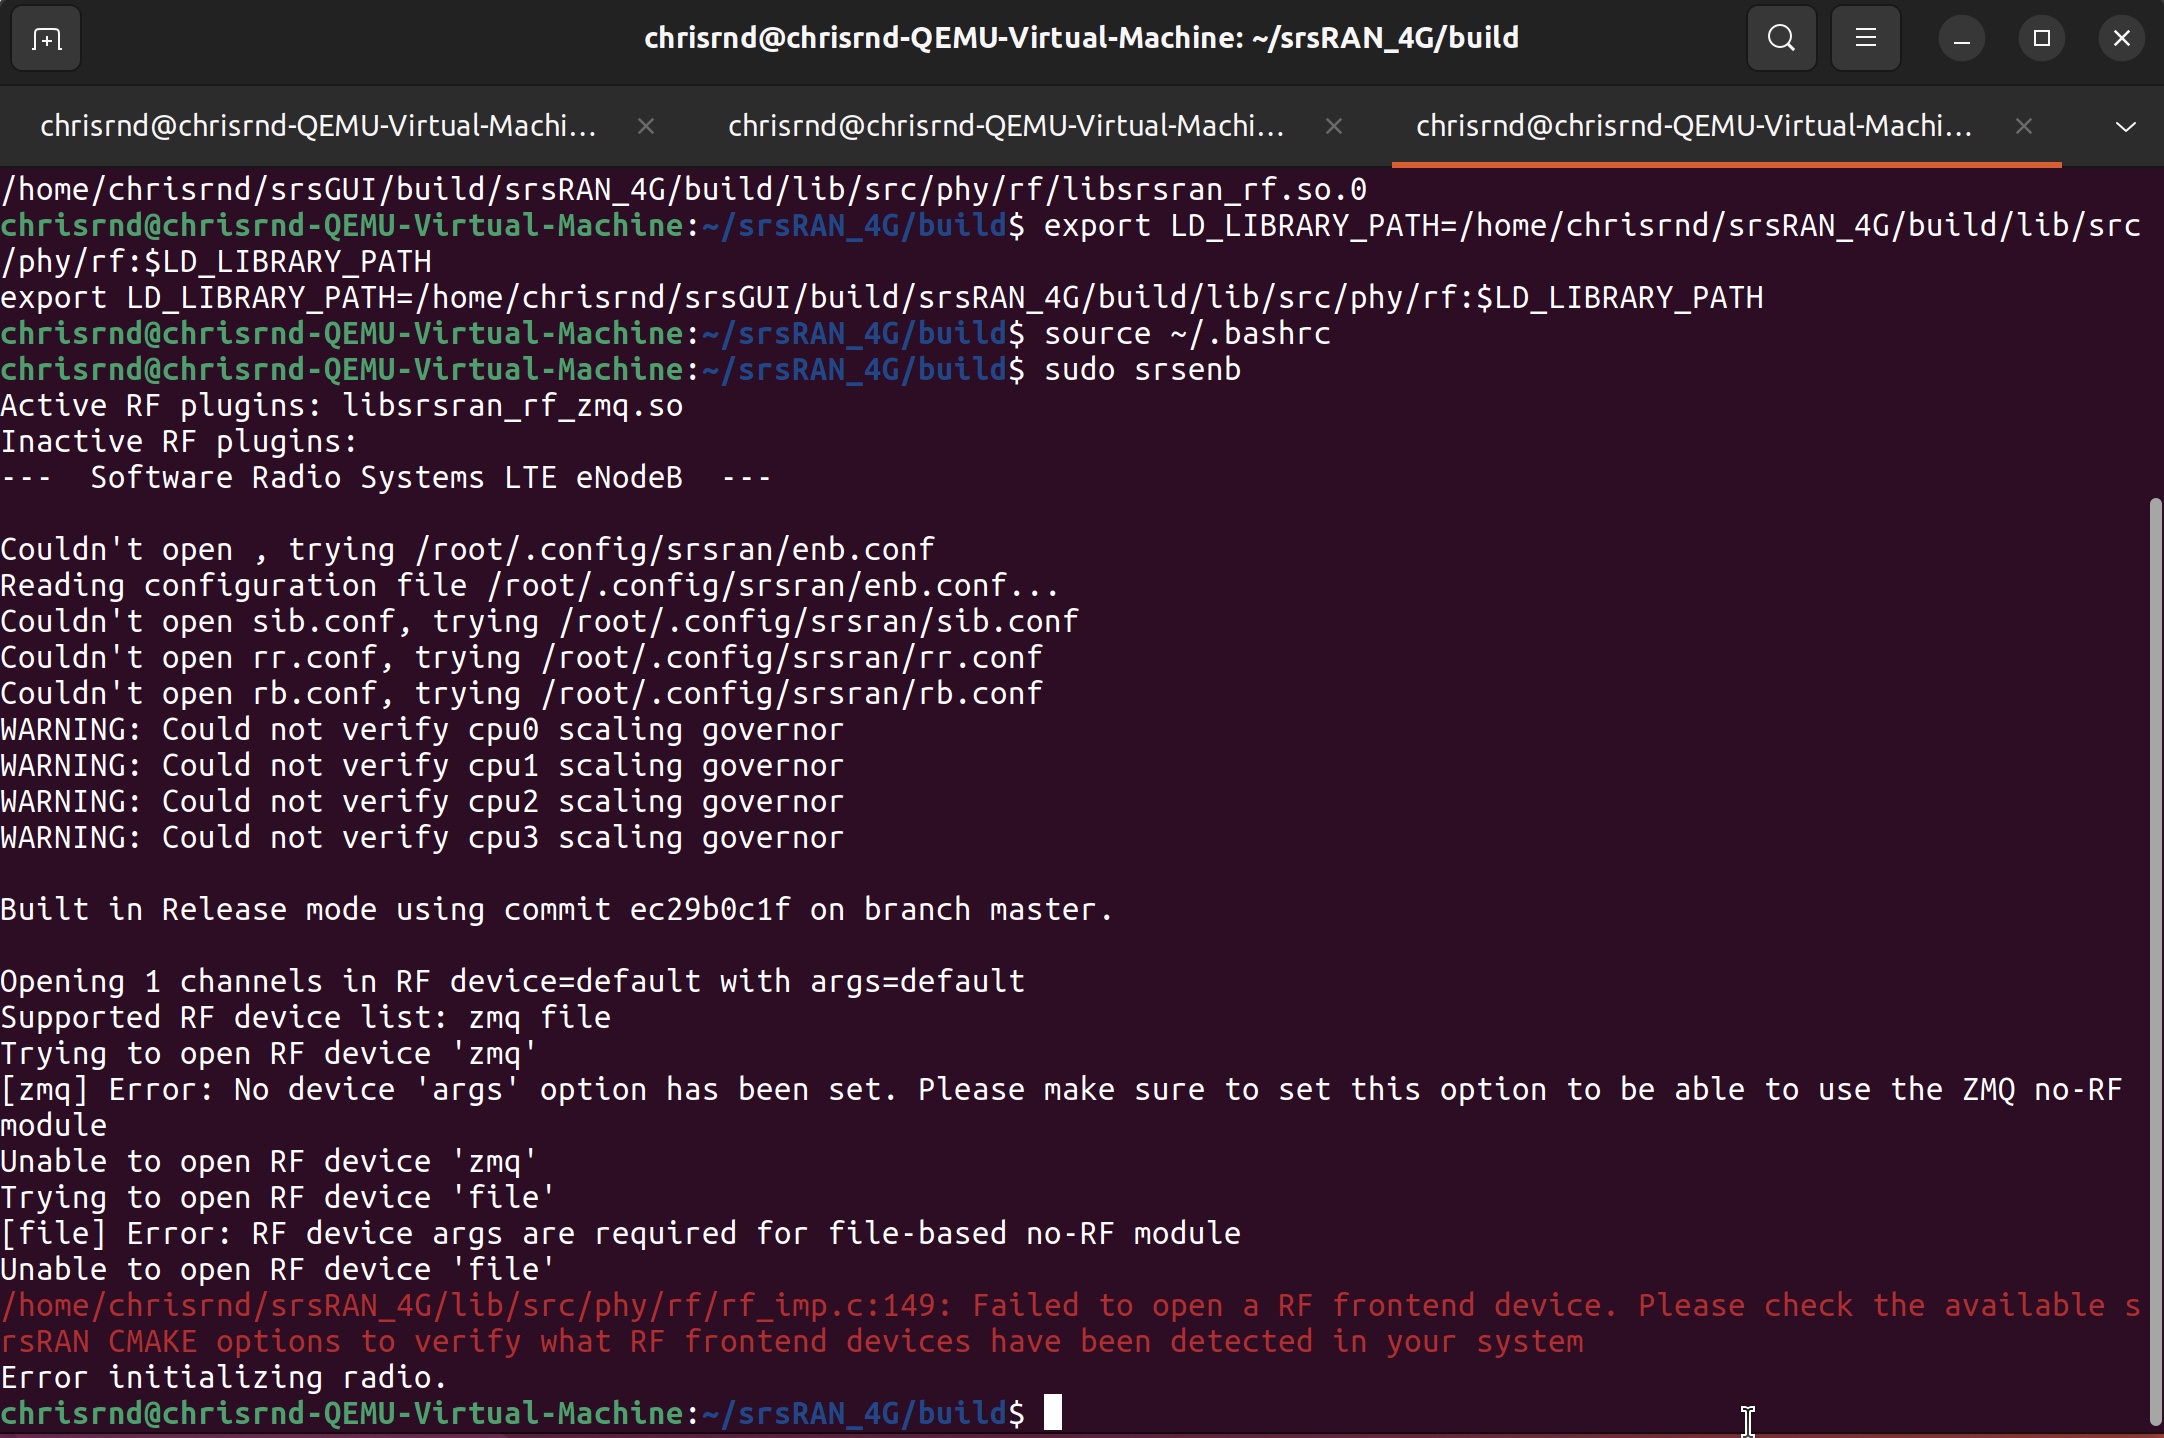 chrisrnd@chrisrnd-QEMU-Virtual-Machine: ~/srsRAN_4G/build
chrisrnd@chrisrnd-QEMU-Virtual-Machi... chrisrnd@chrisrnd-QEMU-Virtual-Machi... chrisrnd@chrisrnd-QEMU-Virtual-Machi...
/home/chrisrnd/srsGUI/build/srsRAN_4G/build/lib/src/phy/rf/libsrsran_rf.so.0
chrisrnd@chrisrnd-QEMU-Virtual-Machine:~/srsRAN_4G/build$ export LD_LIBRARY_PATH=/home/chrisrnd/srsRAN_4G/build/lib/src
/phy/rf:$LD_LIBRARY_PATH
export LD_LIBRARY_PATH=/home/chrisrnd/srsGUI/build/srsRAN_4G/build/lib/src/phy/rf:$LD_LIBRARY_PATH
chrisrnd@chrisrnd-QEMU-Virtual-Machine:~/srsRAN_4G/build$ source ~/.bashrc
chrisrnd@chrisrnd-QEMU-Virtual-Machine:~/srsRAN_4G/build$ sudo srsenb
Active RF plugins: libsrsran_rf_zmq.so
Inactive RF plugins:
---  Software Radio Systems LTE eNodeB  ---
Couldn't open , trying /root/.config/srsran/enb.conf
Reading configuration file /root/.config/srsran/enb.conf...
Couldn't open sib.conf, trying /root/.config/srsran/sib.conf
Couldn't open rr.conf, trying /root/.config/srsran/rr.conf
Couldn't open rb.conf, trying /root/.config/srsran/rb.conf
WARNING: Could not verify cpu0 scaling governor
WARNING: Could not verify cpu1 scaling governor
WARNING: Could not verify cpu2 scaling governor
WARNING: Could not verify cpu3 scaling governor
Built in Release mode using commit ec29b0c1f on branch master.
Opening 1 channels in RF device=default with args=default
Supported RF device list: zmq file
Trying to open RF device 'zmq'
[zmq] Error: No device 'args' option has been set. Please make sure to set this option to be able to use the ZMQ no-RF
module
Unable to open RF device 'zmq'
Trying to open RF device 'file'
[file] Error: RF device args are required for file-based no-RF module
Unable to open RF device 'file'
/home/chrisrnd/srsRAN_4G/lib/src/phy/rf/rf_imp.c:149: Failed to open a RF frontend device. Please check the available s
rsRAN CMAKE options to verify what RF frontend devices have been detected in your system
Error initializing radio.
chrisrnd@chrisrnd-QEMU-Virtual-Machine:~/srsRAN_4G/build$